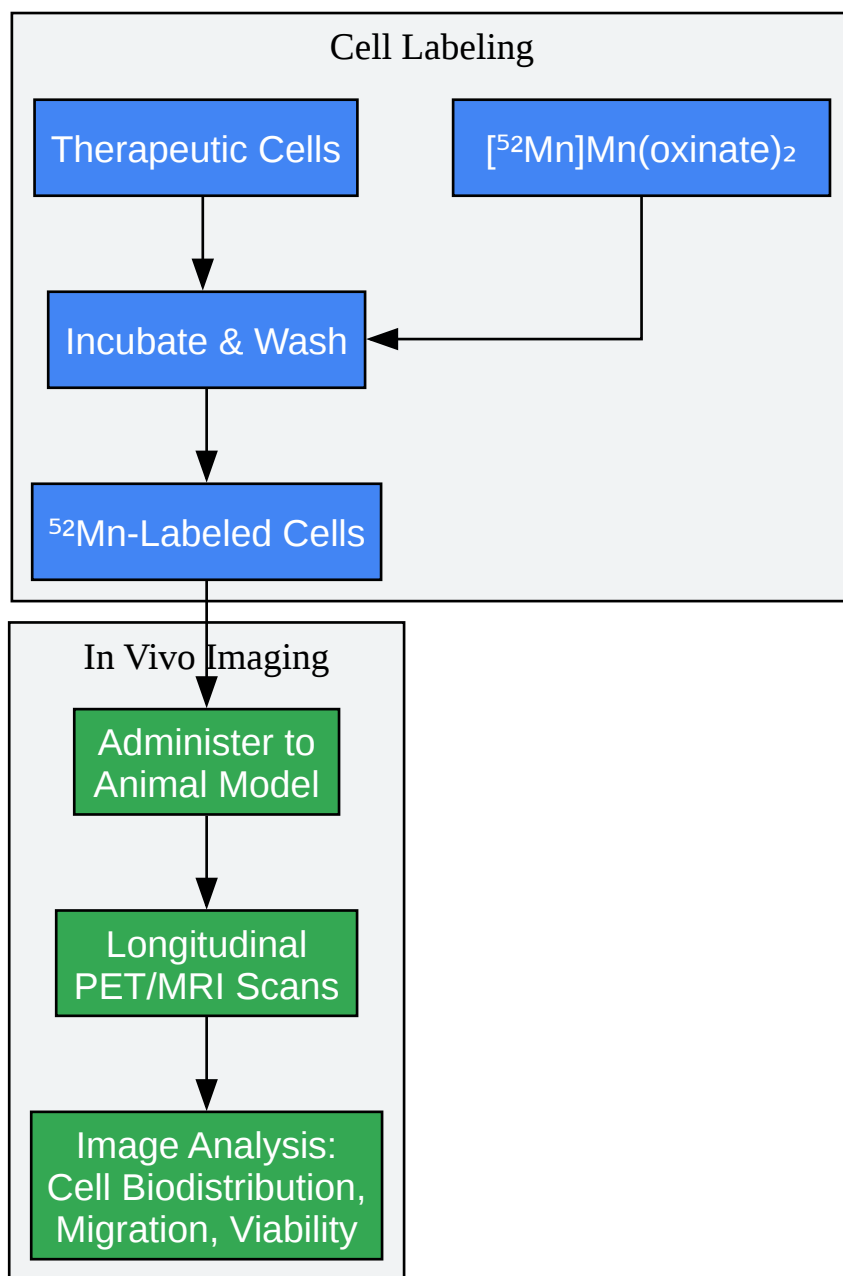 Cell Labeling
Therapeutic Cells
[⁵²Mn]Mn(oxinate)₂
Incubate & Wash
⁵²Mn-Labeled Cells
In Vivo Imaging
Administer to
Animal Model
Longitudinal
PET/MRI Scans
Image Analysis:
Cell Biodistribution,
Migration, Viability